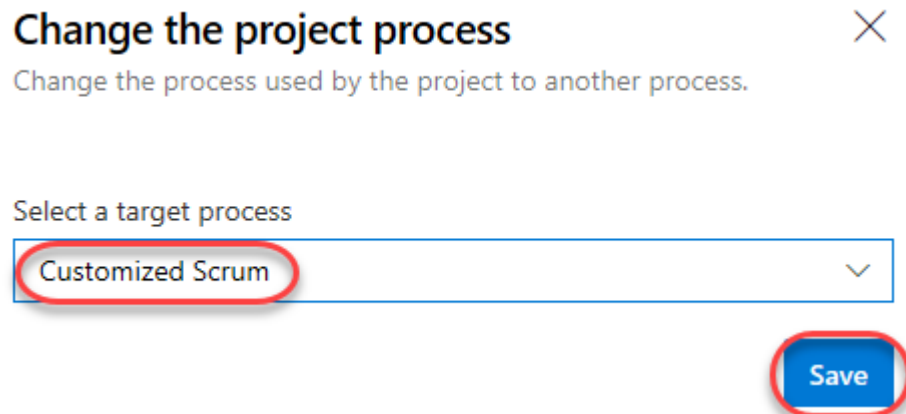 Change the project process
Change the process used by the project to another process.
Select a target process
Customized Scrum
Save